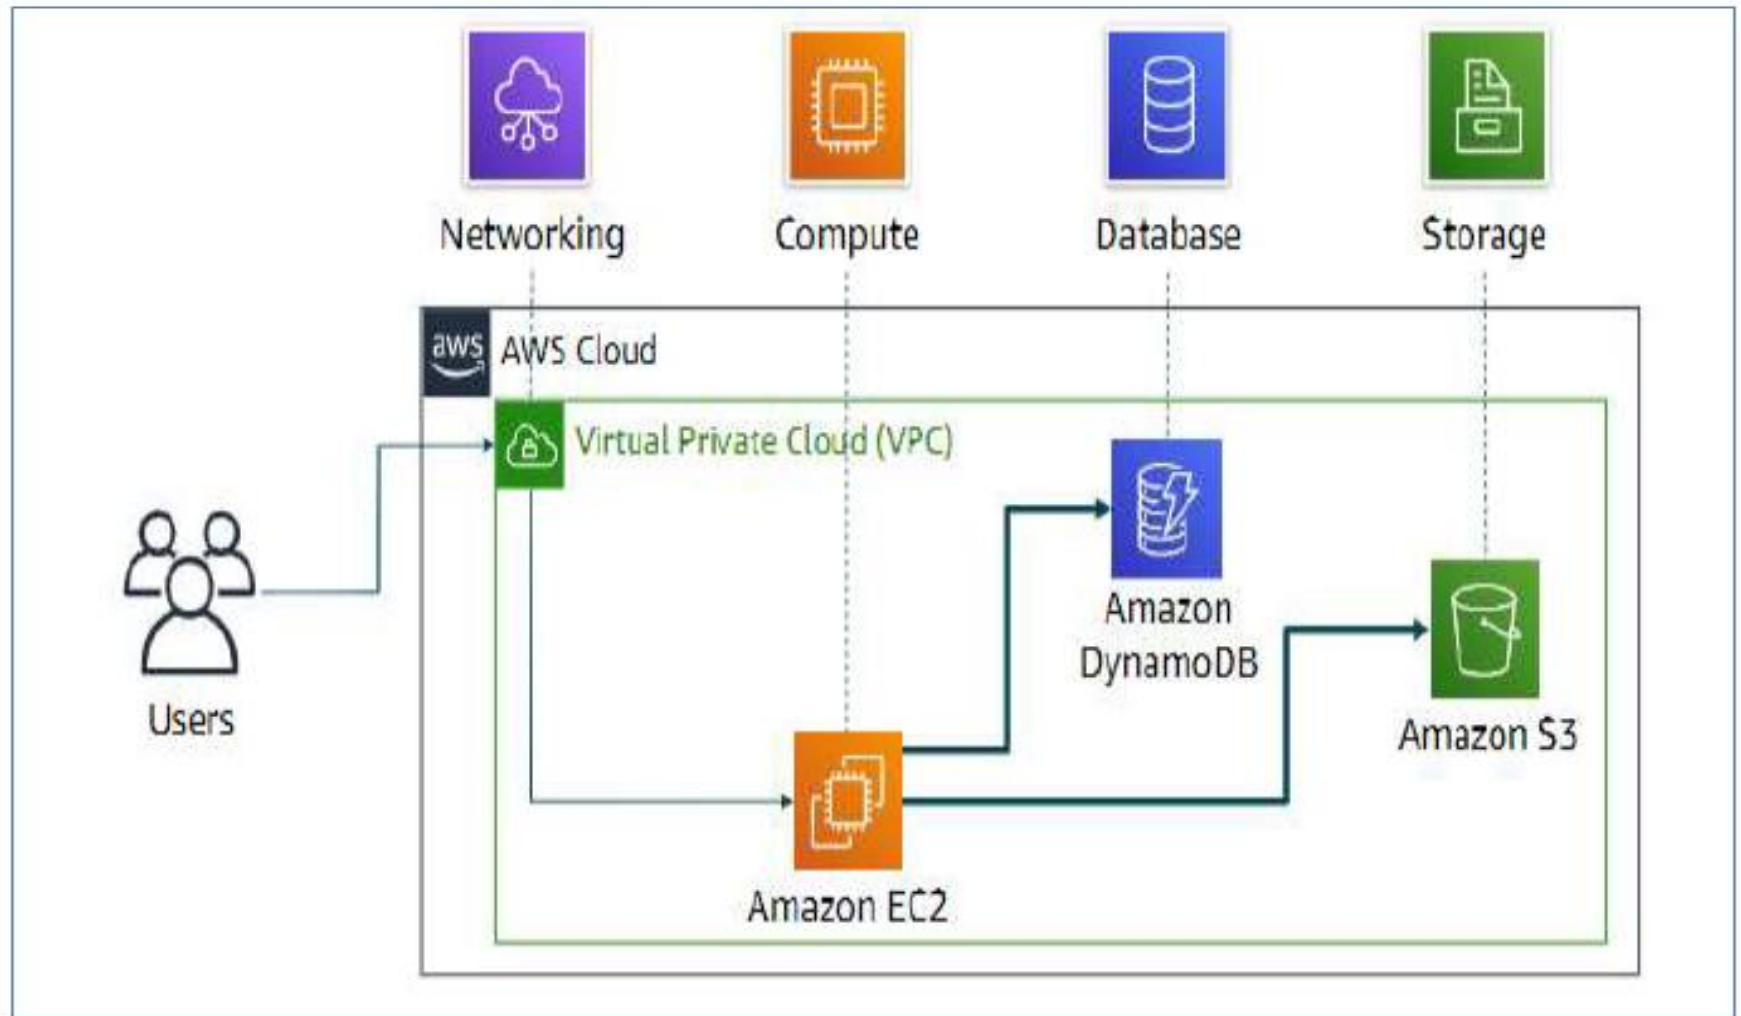 Networking
Compute
Database
Storage
aws
AWS Cloud
Virtual Private Cloud (VPC)
Amazon
DynamoDB
Users
Amazon S3
Amazon EC2